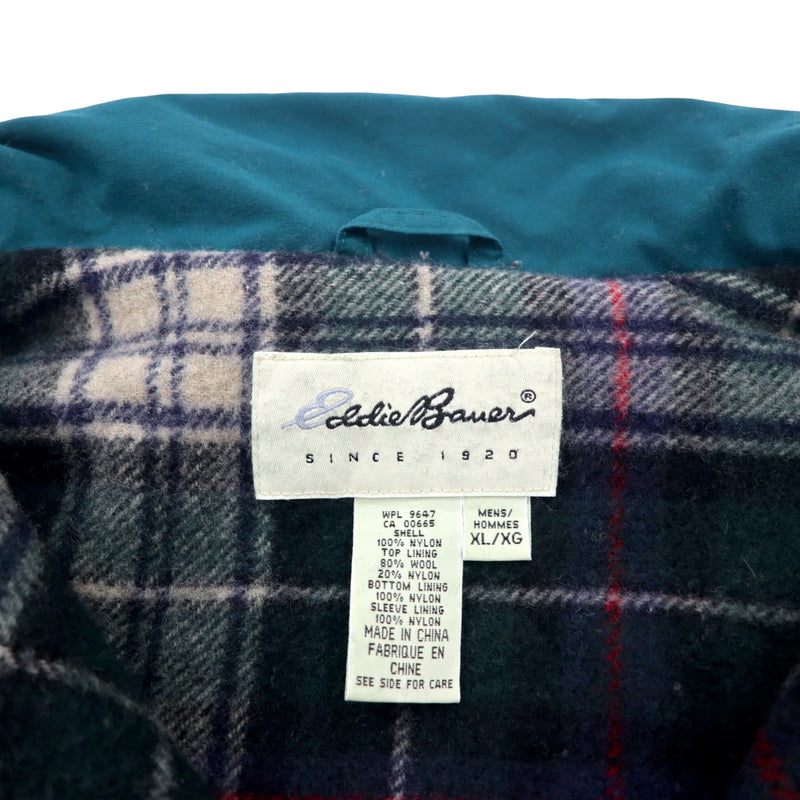 Eddie Bauer®
SINCE 1920
WPL 9647
CA 00665
SHELL
100% NYLON
TOP LINING
80% WOOL
20% NYLON
BOTTOM LINING
100% NYLON
SLEEVE LINING
100% NYLON
MADE IN CHINA
FABRIQUE EN
CHINE
SEE SIDE FOR CARE
MENS/
HOMMES
XL/XG